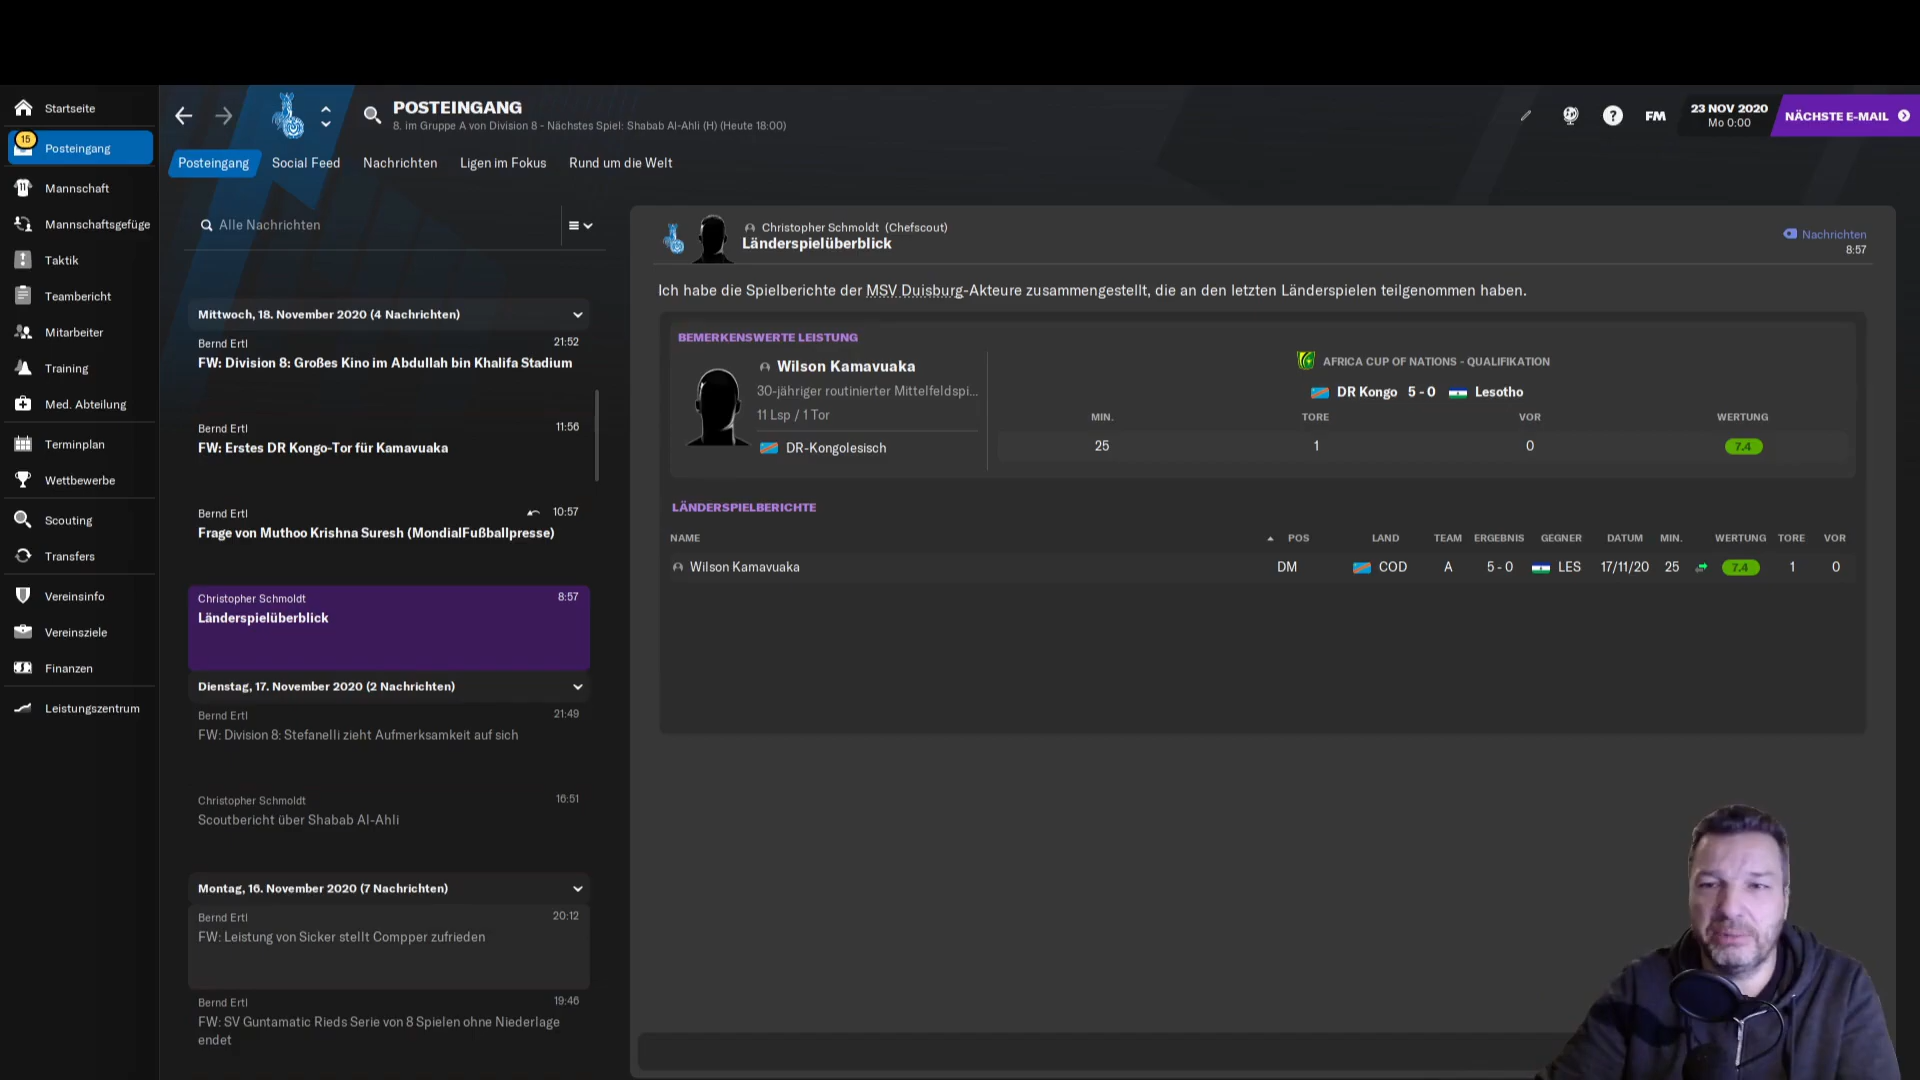 Startseite
15
Posteingang
Mannschaft
Mannschaftsgefüge
Taktik
Teambericht
Mitarbeiter
Training
Med. Abteilung
Terminplan
Wettbewerbe
Scouting
Transfers
Vereinsinfo
Vereinsziele
Finanzen
Leistungszentrum
POSTEINGANG
8. im Gruppe A von Division 8 - Nächstes Spiel: Shabab Al-Ahli (H) (Heute 18:00)
FM
23 NOV 2020
Mo 0:00
NÄCHSTE E-MAIL
Posteingang Social Feed Nachrichten Ligen im Fokus Rund um die Welt
Alle Nachrichten
Mittwoch, 18. November 2020 (4 Nachrichten)
Bernd Ertl 21:52
FW: Division 8: Großes Kino im Abdullah bin Khalifa Stadium
Bernd Ertl 11:56
FW: Erstes DR Kongo-Tor für Kamavuaka
Bernd Ertl 10:57
Frage von Muthoo Krishna Suresh (MondialFußballpresse)
Christopher Schmoldt 8:57
Länderspielüberblick
Dienstag, 17. November 2020 (2 Nachrichten)
Bernd Ertl 21:49
FW: Division 8: Stefanelli zieht Aufmerksamkeit auf sich
Christopher Schmoldt 16:51
Scoutbericht über Shabab Al-Ahli
Montag, 16. November 2020 (7 Nachrichten)
Bernd Ertl 20:12
FW: Leistung von Sicker stellt Compper zufrieden
Bernd Ertl 19:46
FW: SV Guntamatic Rieds Serie von 8 Spielen ohne Niederlage
endet
Christopher Schmoldt (Chefscout)
Länderspielüberblick
Nachrichten
8:57
Ich habe die Spielberichte der MSV Duisburg-Akteure zusammengestellt, die an den letzten Länderspielen teilgenommen haben.
BEMERKENSWERTE LEISTUNG
Wilson Kamavuaka
30-jähriger routinierter Mittelfeldspi...
11 Lsp / 1 Tor
DR-Kongolesisch
AFRICA CUP OF NATIONS - QUALIFIKATION
DR Kongo 5 - 0 Lesotho
MIN. TORE VOR WERTUNG
25 1 0 7.4
LÄNDERSPIELBERICHTE
NAME POS LAND TEAM ERGEBNIS GEGNER DATUM MIN. WERTUNG TORE VOR
Wilson Kamavuaka DM COD A 5 - 0 LES 17/11/20 25 7.4 1 0